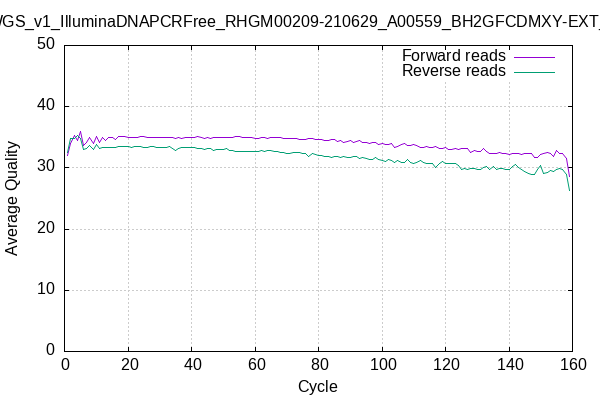 WGS_v1_IlluminaDNAPCRFree_RHGM00209-210629_A00559_BH2GFCDMXY-EXT_
Forward reads
Reverse reads
50
40
30
20
10
0
Average Quality
0 20 40 60 80 100 120 140 160
Cycle